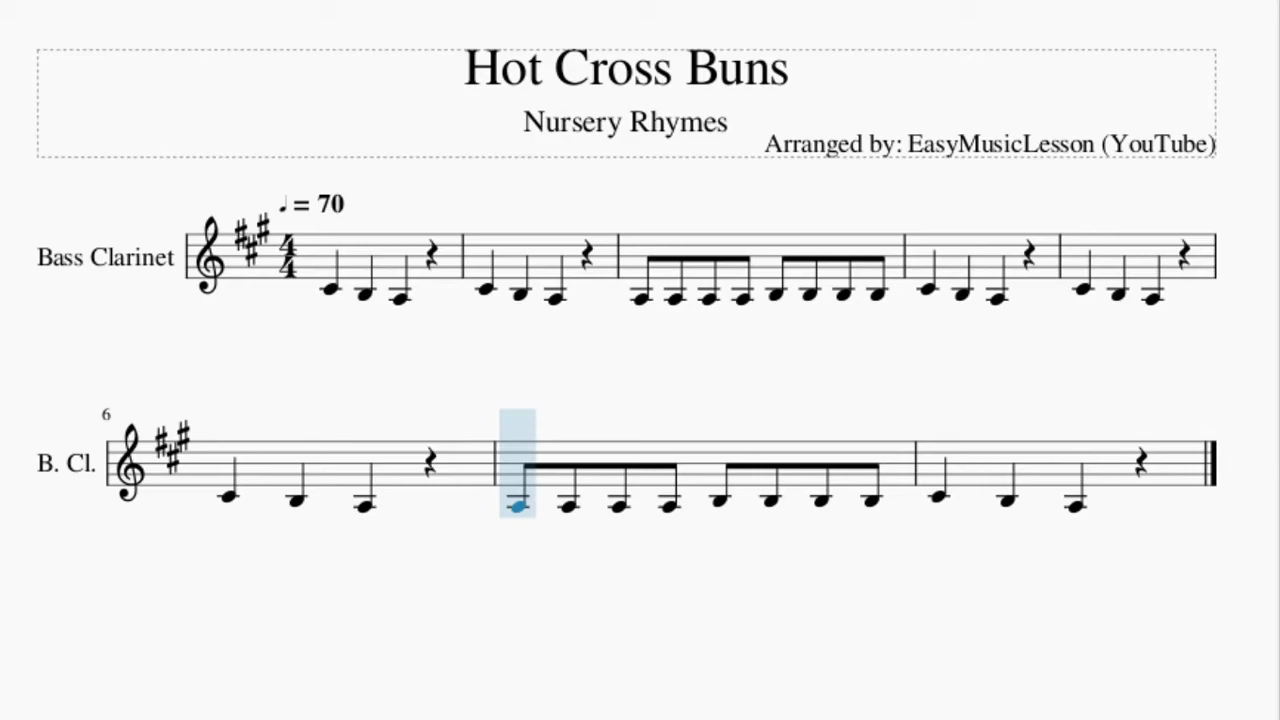 Hot Cross Buns
Nursery Rhymes
Arranged by: EasyMusicLesson (YouTube)
♩ = 70
Bass Clarinet
4
4
6
B. Cl.